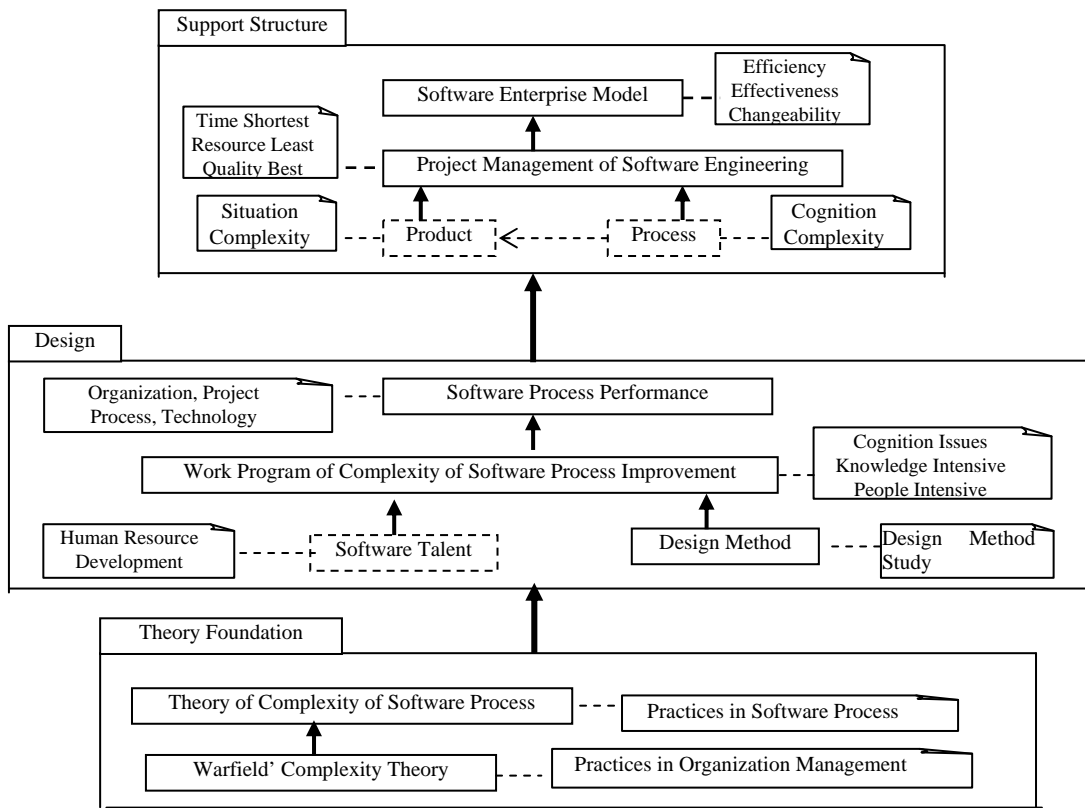 Support Structure
Efficiency
Effectiveness
Changeability
Software Enterprise Model
Time Shortest
Resource Least
Quality Best
Project Management of Software Engineering
Situation
Complexity
Product
Process
Cognition
Complexity
Design
Organization, Project
Process, Technology
Software Process Performance
Cognition Issues
Knowledge Intensive
People Intensive
Work Program of Complexity of Software Process Improvement
Human Resource
Development
Software Talent
Design Method
Design Method
Study
Theory Foundation
Theory of Complexity of Software Process
Practices in Software Process
Warfield’ Complexity Theory
Practices in Organization Management